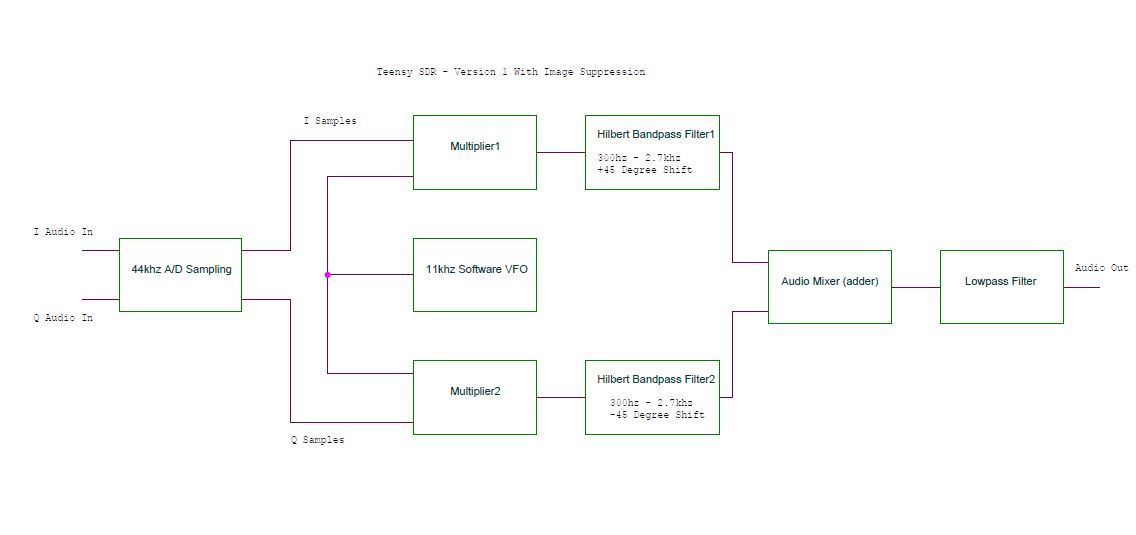 Teensy SDR - Version 1 With Image Suppression
I Samples
Multiplier1
Hilbert Bandpass Filter1
300hz - 2.7khz
+45 Degree Shift
I Audio In
44khz A/D Sampling
Q Audio In
11khz Software VFO
Audio Mixer (adder)
Lowpass Filter
Audio Out
Multiplier2
Hilbert Bandpass Filter2
300hz - 2.7khz
-45 Degree Shift
Q Samples